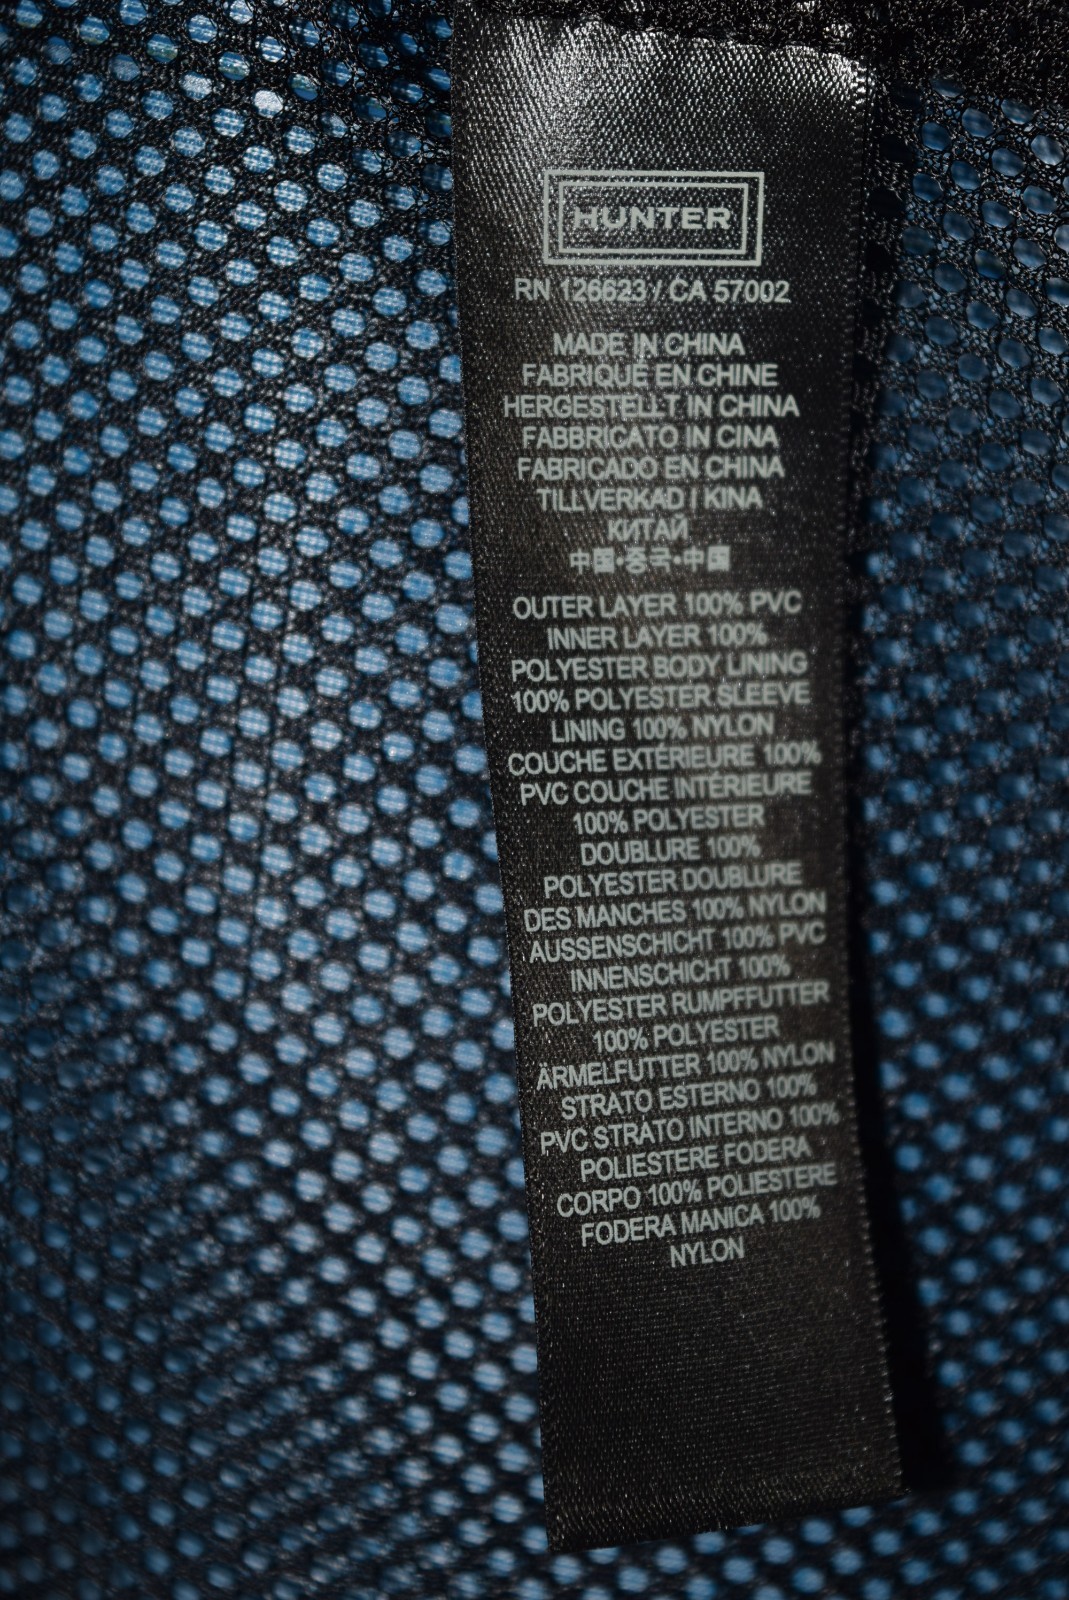 HUNTER
RN 126623 / CA 57002
MADE IN CHINA
FABRIQUÉ EN CHINE
HERGESTELLT IN CHINA
FABBRICATO IN CINA
FABRICADO EN CHINA
TILLVERKAD I KINA
КИТАЙ
中国•중국•中国
OUTER LAYER 100% PVC
INNER LAYER 100%
POLYESTER BODY LINING
100% POLYESTER SLEEVE
LINING 100% NYLON
COUCHE EXTÉRIEURE 100%
PVC COUCHE INTÉRIEURE
100% POLYESTER
DOUBLURE 100%
POLYESTER DOUBLURE
DES MANCHES 100% NYLON
AUSSENSCHICHT 100% PVC
INNENSCHICHT 100%
POLYESTER RUMPFFUTTER
100% POLYESTER
ÄRMELFUTTER 100% NYLON
STRATO ESTERNO 100%
PVC STRATO INTERNO 100%
POLIESTERE FODERA
CORPO 100% POLIESTERE
FODERA MANICA 100%
NYLON